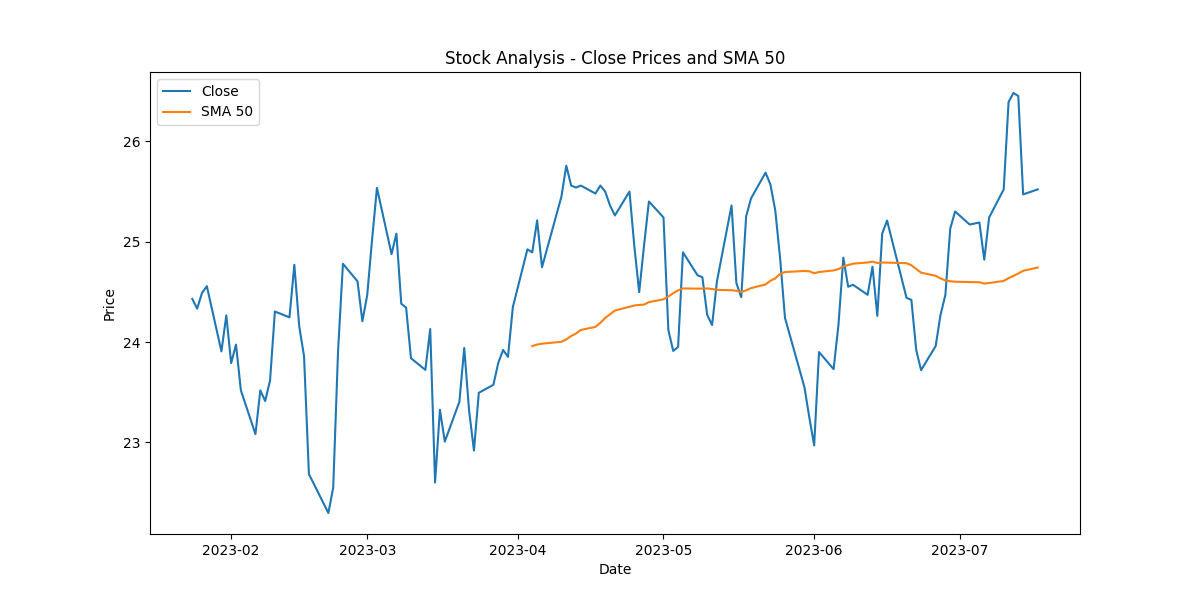 Stock Analysis - Close Prices and SMA 50
Close
SMA 50
26
25
24
23
Price
2023-02
2023-03
2023-04
2023-05
2023-06
2023-07
Date